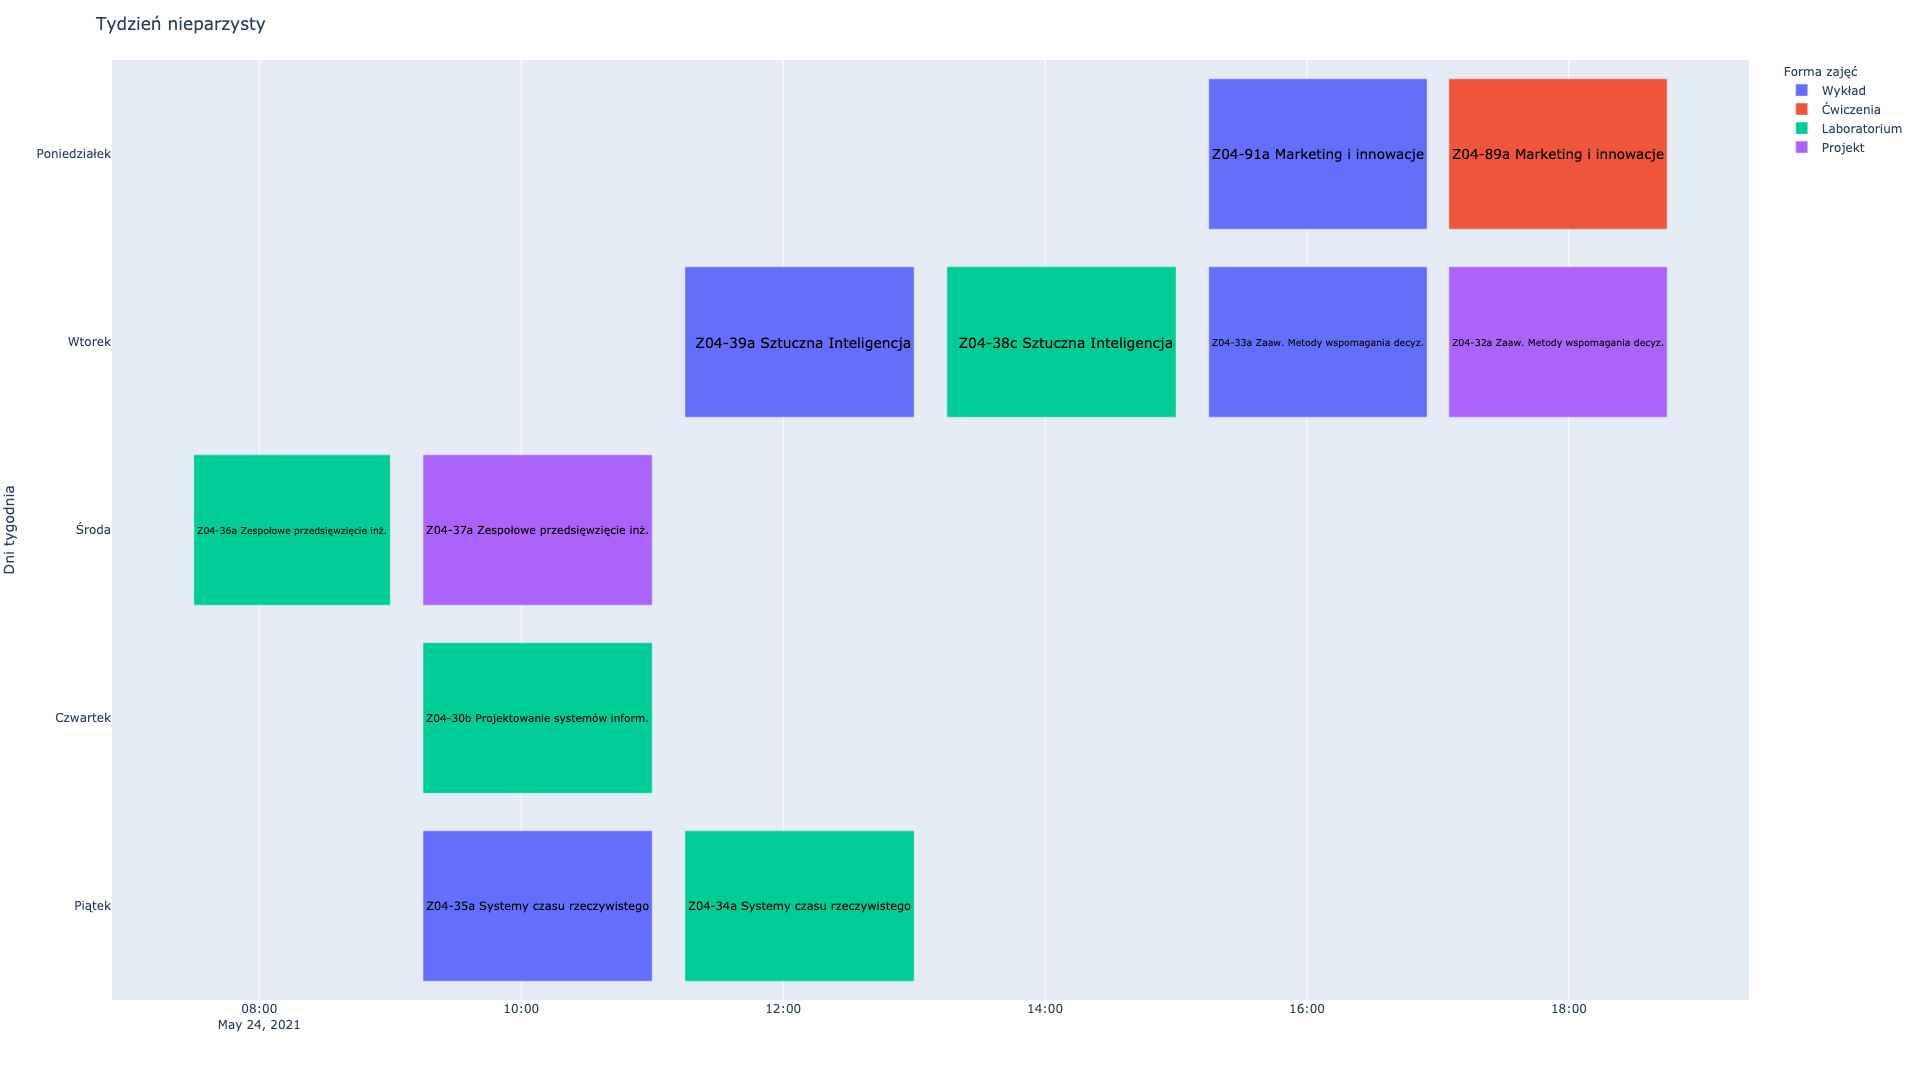 Tydzień nieparzysty
Forma zajęć
Wykład
Ćwiczenia
Laboratorium
Projekt
Dni tygodnia
Poniedziałek
Z04-91a Marketing i innowacje
Z04-89a Marketing i innowacje
Wtorek
Z04-39a Sztuczna Inteligencja
Z04-38c Sztuczna Inteligencja
Z04-33a Zaaw. Metody wspomagania decyz.
Z04-32a Zaaw. Metody wspomagania decyz.
Środa
Z04-36a Zespołowe przedsięwzięcie inż.
Z04-37a Zespołowe przedsięwzięcie inż.
Czwartek
Z04-30b Projektowanie systemów inform.
Piątek
Z04-35a Systemy czasu rzeczywistego
Z04-34a Systemy czasu rzeczywistego
08:00
10:00
12:00
14:00
16:00
18:00
May 24, 2021